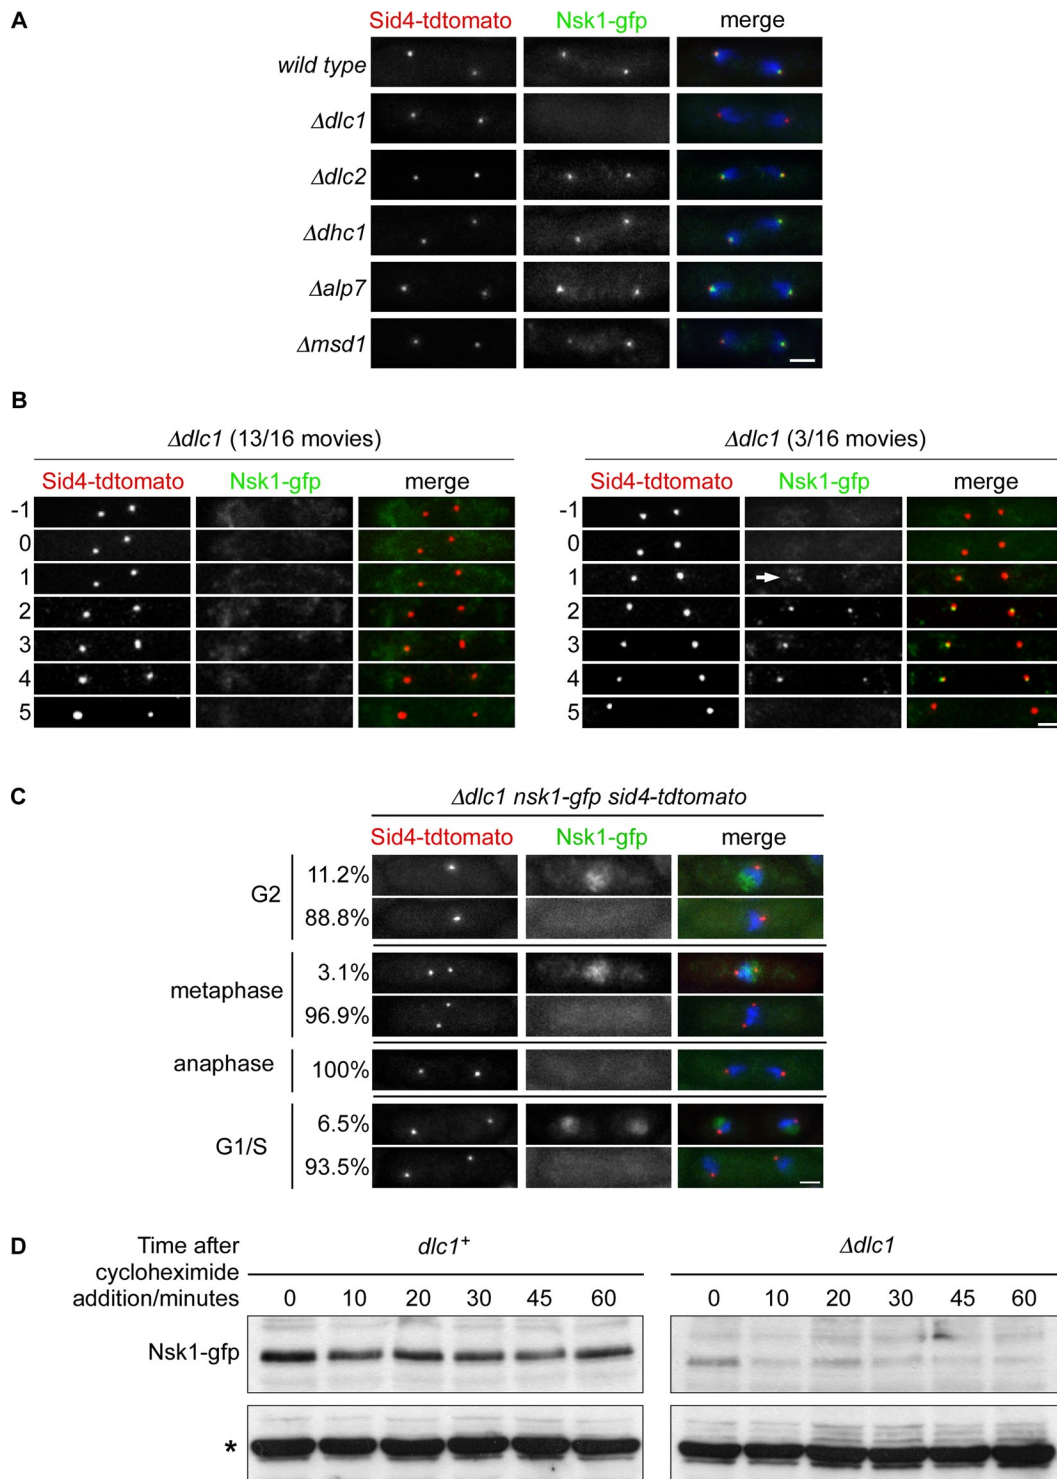 A
Sid4-tdtomato Nsk1-gfp merge
wild type
Δdlc1
Δdlc2
Δdhc1
Δalp7
Δmsd1
B
Δdlc1 (13/16 movies) Δdlc1 (3/16 movies)
Sid4-tdtomato Nsk1-gfp merge Sid4-tdtomato Nsk1-gfp merge
-1 -1
0 0
1 1
2 2
3 3
4 4
5 5
C
Δdlc1 nsk1-gfp sid4-tdtomato
Sid4-tdtomato Nsk1-gfp merge
G2
11.2%
88.8%
metaphase
3.1%
96.9%
anaphase
100%
G1/S
6.5%
93.5%
D
Time after
cycloheximide
addition/minutes
dlc1+ Δdlc1
0 10 20 30 45 60 0 10 20 30 45 60
Nsk1-gfp
*